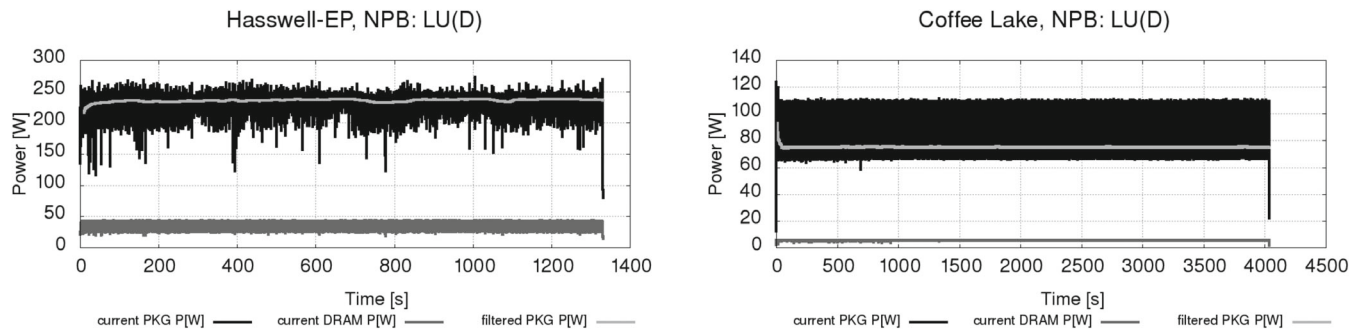 Hasswell-EP, NPB: LU(D)
Power [W]
300
250
200
150
100
50
0
0 200 400 600 800 1000 1200 1400
Time [s]
current PKG P[W] current DRAM P[W] filtered PKG P[W]
Coffee Lake, NPB: LU(D)
Power [W]
140
120
100
80
60
40
20
0
0 500 1000 1500 2000 2500 3000 3500 4000 4500
Time [s]
current PKG P[W] current DRAM P[W] filtered PKG P[W]